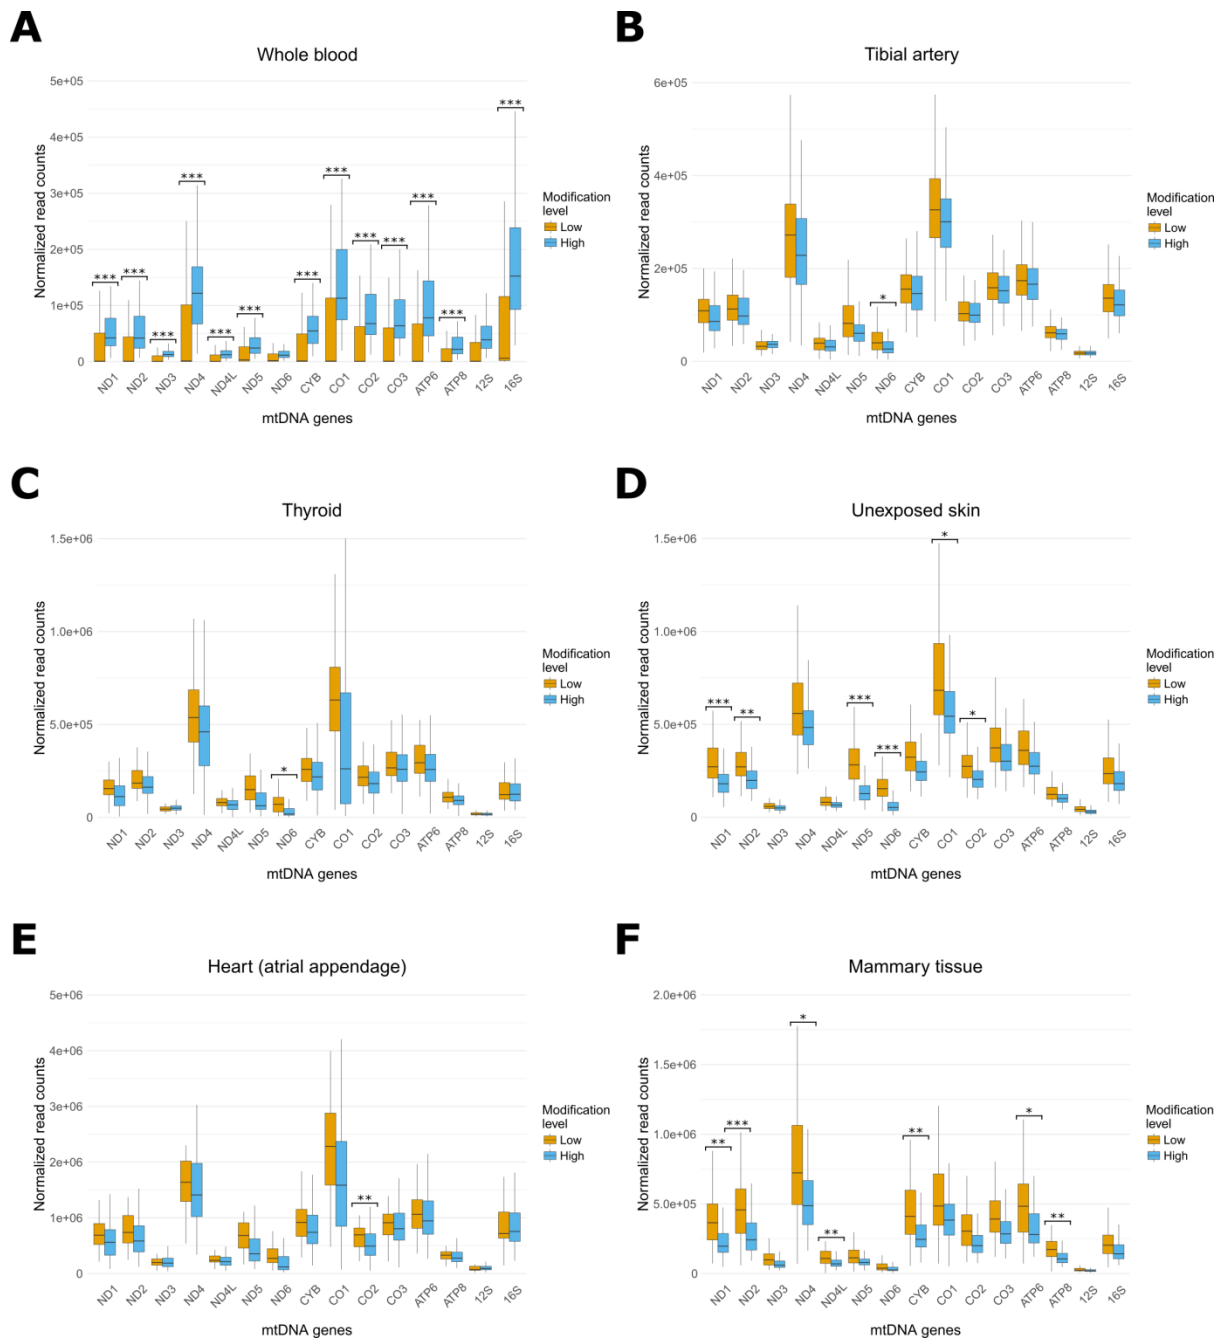 A
Whole blood
Normalized read counts
5e+05
4e+05
3e+05
2e+05
1e+05
0
*** *** *** *** *** *** *** *** *** *** *** *** ***
ND1 ND2 ND3 ND4 ND4L ND5 ND6 CYB CO1 CO2 CO3 ATP6 ATP8 12S 16S
mtDNA genes
Modification
level
Low
High
B
Tibial artery
Normalized read counts
6e+05
4e+05
2e+05
0
*
ND1 ND2 ND3 ND4 ND4L ND5 ND6 CYB CO1 CO2 CO3 ATP6 ATP8 12S 16S
mtDNA genes
Modification
level
Low
High
C
Thyroid
Normalized read counts
1.5e+06
1.0e+06
5.0e+05
0
*
ND1 ND2 ND3 ND4 ND4L ND5 ND6 CYB CO1 CO2 CO3 ATP6 ATP8 12S 16S
mtDNA genes
Modification
level
Low
High
D
Unexposed skin
Normalized read counts
1.5e+06
1.0e+06
5.0e+05
0
*** ** *** *** * *
ND1 ND2 ND3 ND4 ND4L ND5 ND6 CYB CO1 CO2 CO3 ATP6 ATP8 12S 16S
mtDNA genes
Modification
level
Low
High
E
Heart (atrial appendage)
Normalized read counts
5e+06
4e+06
3e+06
2e+06
1e+06
0
**
ND1 ND2 ND3 ND4 ND4L ND5 ND6 CYB CO1 CO2 CO3 ATP6 ATP8 12S 16S
mtDNA genes
Modification
level
Low
High
F
Mammary tissue
Normalized read counts
2.0e+06
1.5e+06
1.0e+06
5.0e+05
0
** *** * ** ** * **
ND1 ND2 ND3 ND4 ND4L ND5 ND6 CYB CO1 CO2 CO3 ATP6 ATP8 12S 16S
mtDNA genes
Modification
level
Low
High